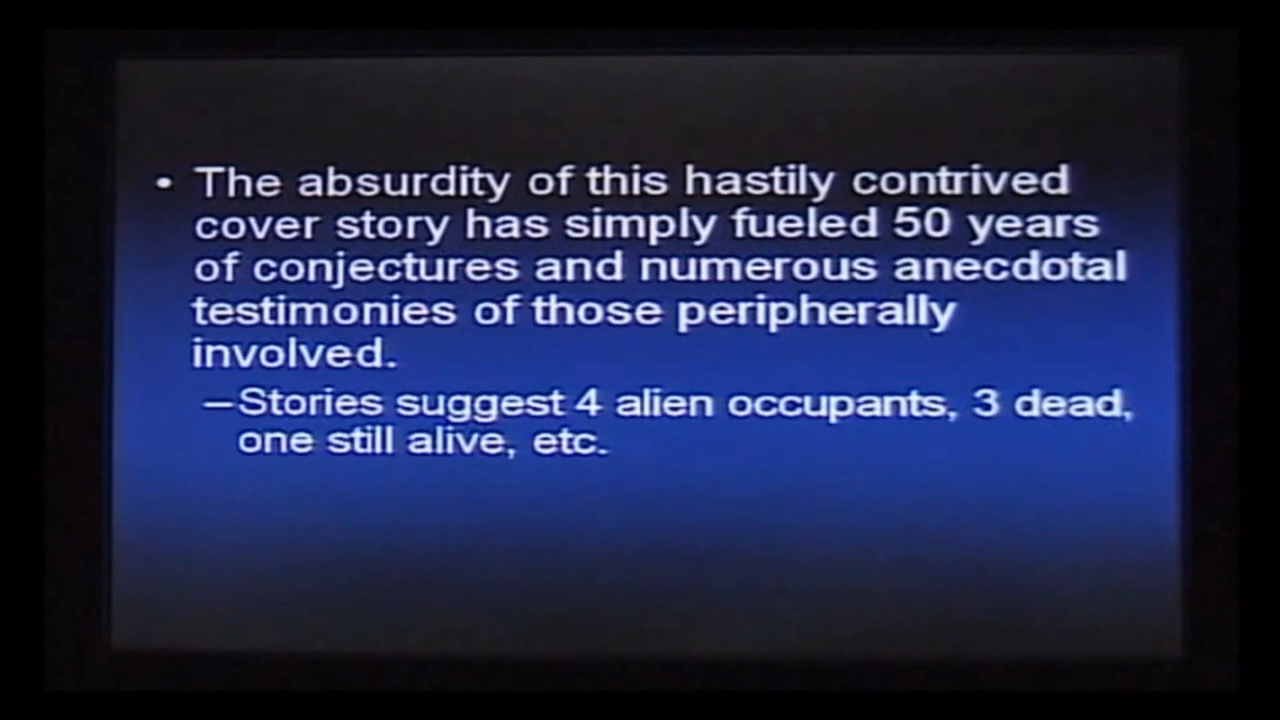 • The absurdity of this hastily contrived
cover story has simply fueled 50 years
of conjectures and numerous anecdotal
testimonies of those peripherally
involved.
–Stories suggest 4 alien occupants, 3 dead,
one still alive, etc.